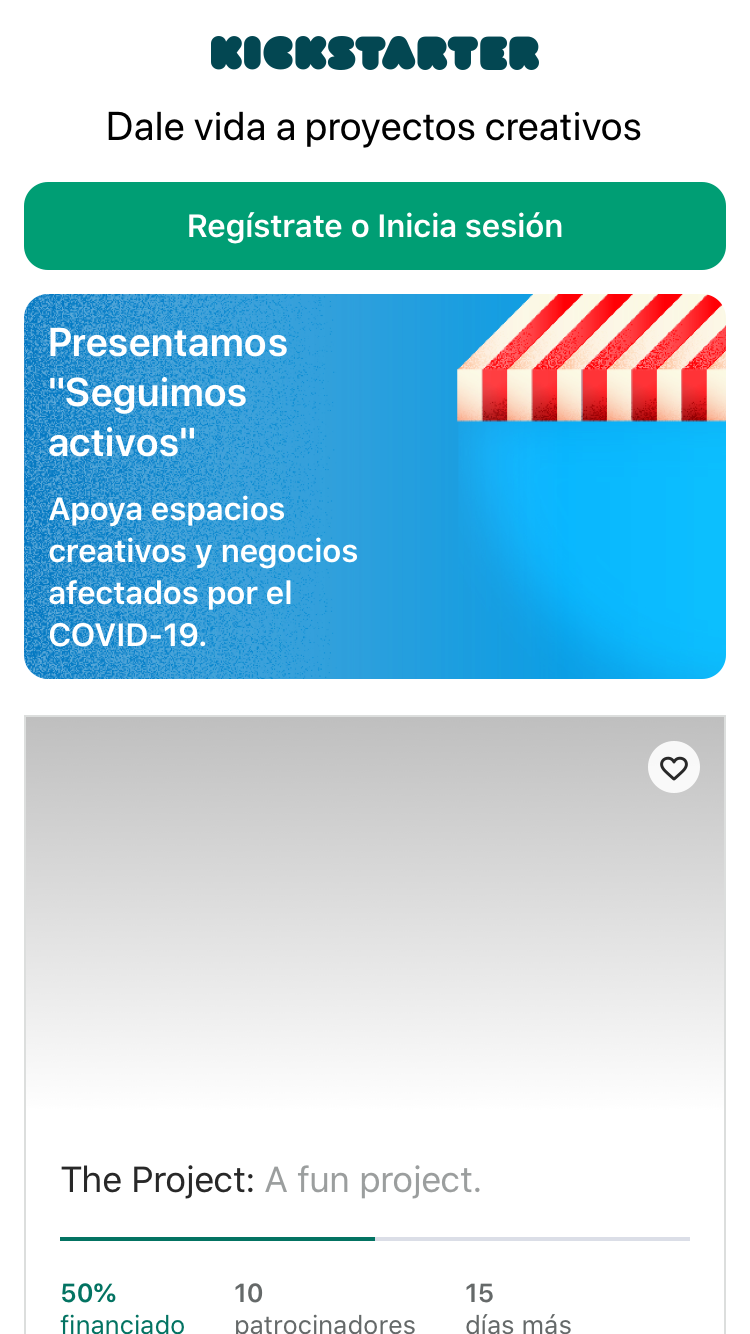 KICKSTARTER
Dale vida a proyectos creativos
Regístrate o Inicia sesión
Presentamos
"Seguimos
activos"
Apoya espacios
creativos y negocios
afectados por el
COVID-19.
The Project: A fun project.
50% 10 15
financiado patrocinadores días más